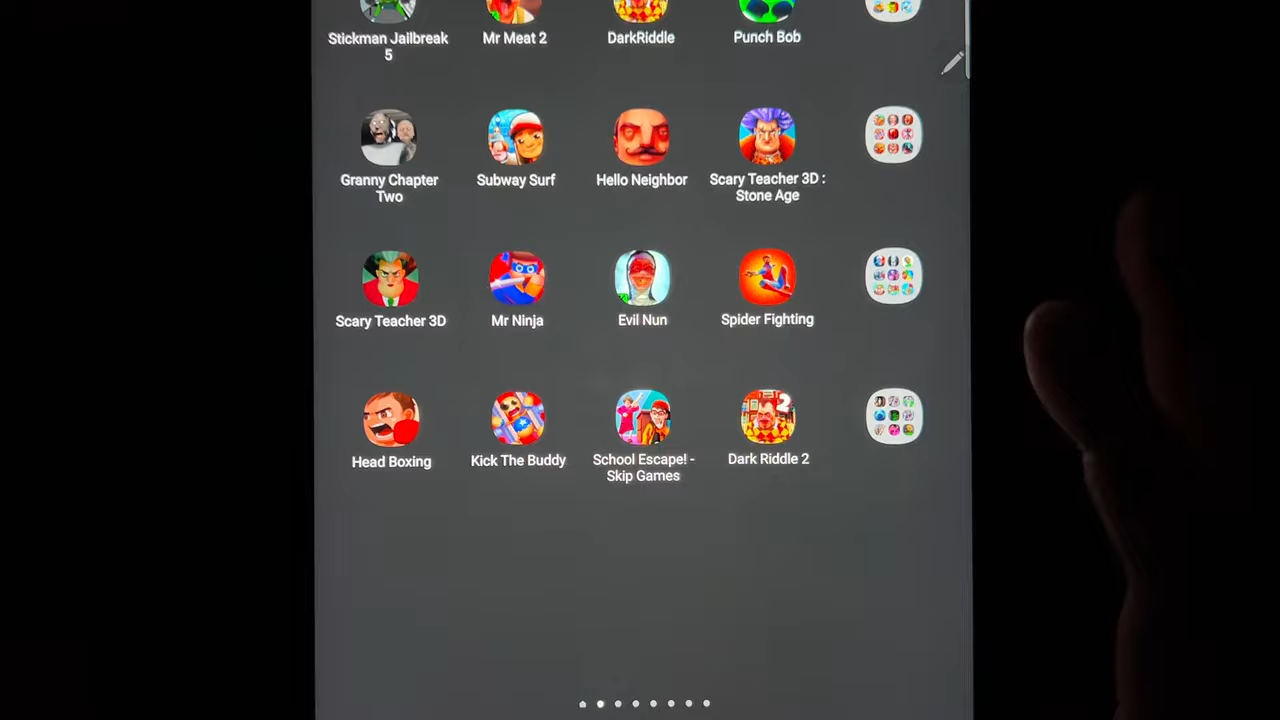 Stickman Jailbreak
5
Mr Meat 2
DarkRiddle
Punch Bob
Granny Chapter
Two
Subway Surf
Hello Neighbor
Scary Teacher 3D :
Stone Age
Scary Teacher 3D
Mr Ninja
Evil Nun
Spider Fighting
2
Head Boxing
Kick The Buddy
School Escape! -
Skip Games
Dark Riddle 2